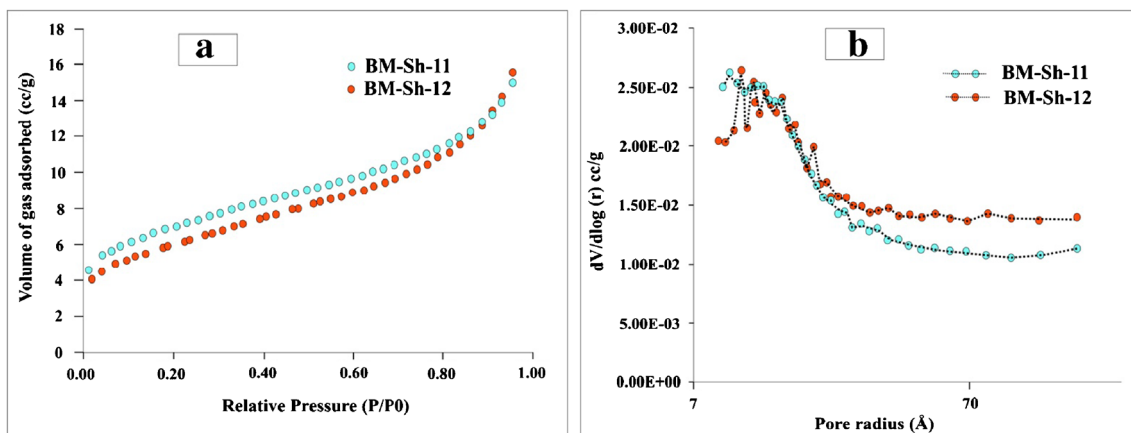 a
BM-Sh-11
BM-Sh-12
Volume of gas adsorbed (cc/g)
18
16
14
12
10
8
6
4
2
0
0.00 0.20 0.40 0.60 0.80 1.00
Relative Pressure (P/P0)
b
BM-Sh-11
BM-Sh-12
dV/dlog (r) cc/g
3.00E-02
2.50E-02
2.00E-02
1.50E-02
1.00E-02
5.00E-03
0.00E+00
7 70
Pore radius (Å)